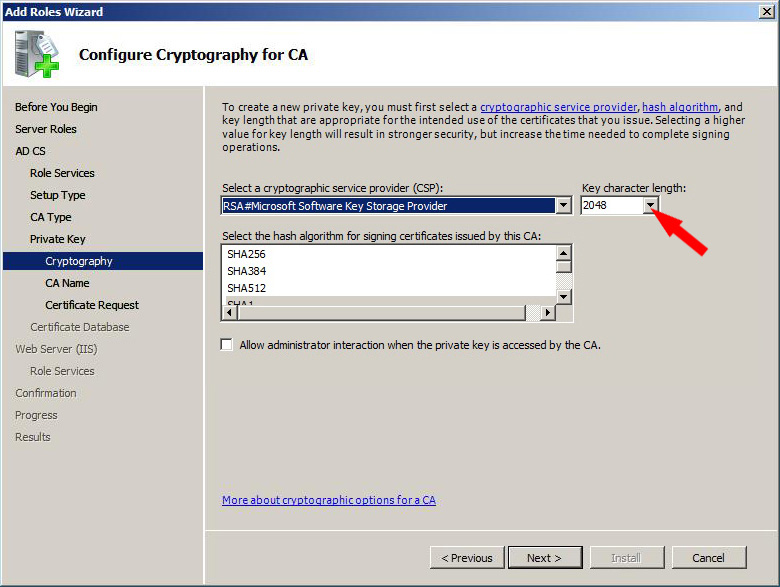 Add Roles Wizard
Configure Cryptography for CA
Before You Begin
Server Roles
AD CS
Role Services
Setup Type
CA Type
Private Key
Cryptography
CA Name
Certificate Request
Certificate Database
Web Server (IIS)
Role Services
Confirmation
Progress
Results
To create a new private key, you must first select a cryptographic service provider, hash algorithm, and
key length that are appropriate for the intended use of the certificates that you issue. Selecting a higher
value for key length will result in stronger security, but increase the time needed to complete signing
operations.
Select a cryptographic service provider (CSP):
Key character length:
RSA#Microsoft Software Key Storage Provider
2048
Select the hash algorithm for signing certificates issued by this CA:
SHA256
SHA384
SHA512
SHA1
Allow administrator interaction when the private key is accessed by the CA.
More about cryptographic options for a CA
< Previous
Next >
Install
Cancel